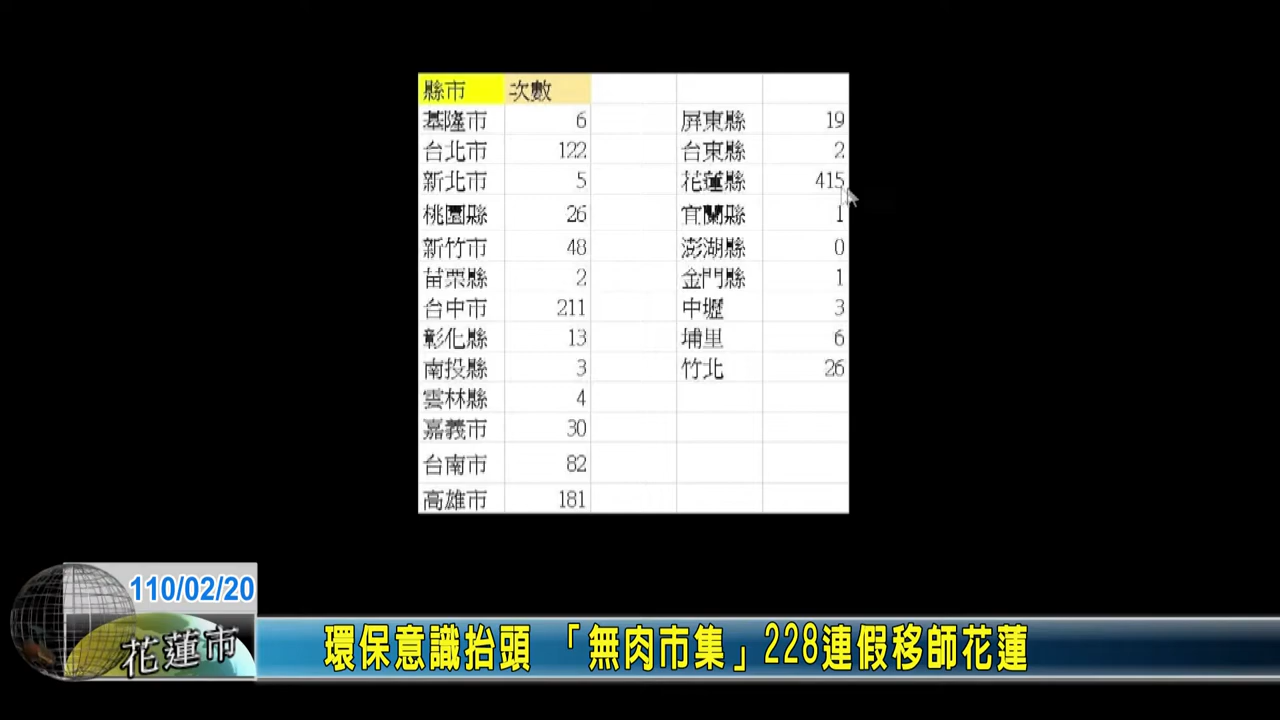 縣市 次數
基隆市 6 屏東縣 19
台北市 122 台東縣 2
新北市 5 花蓮縣 415
桃園縣 26 宜蘭縣 1
新竹市 48 澎湖縣 0
苗栗縣 2 金門縣 1
台中市 211 中壢 3
彰化縣 13 埔里 6
南投縣 3 竹北 26
雲林縣 4
嘉義市 30
台南市 82
高雄市 181
110/02/20
花蓮市
環保意識抬頭 「無肉市集」228連假移師花蓮